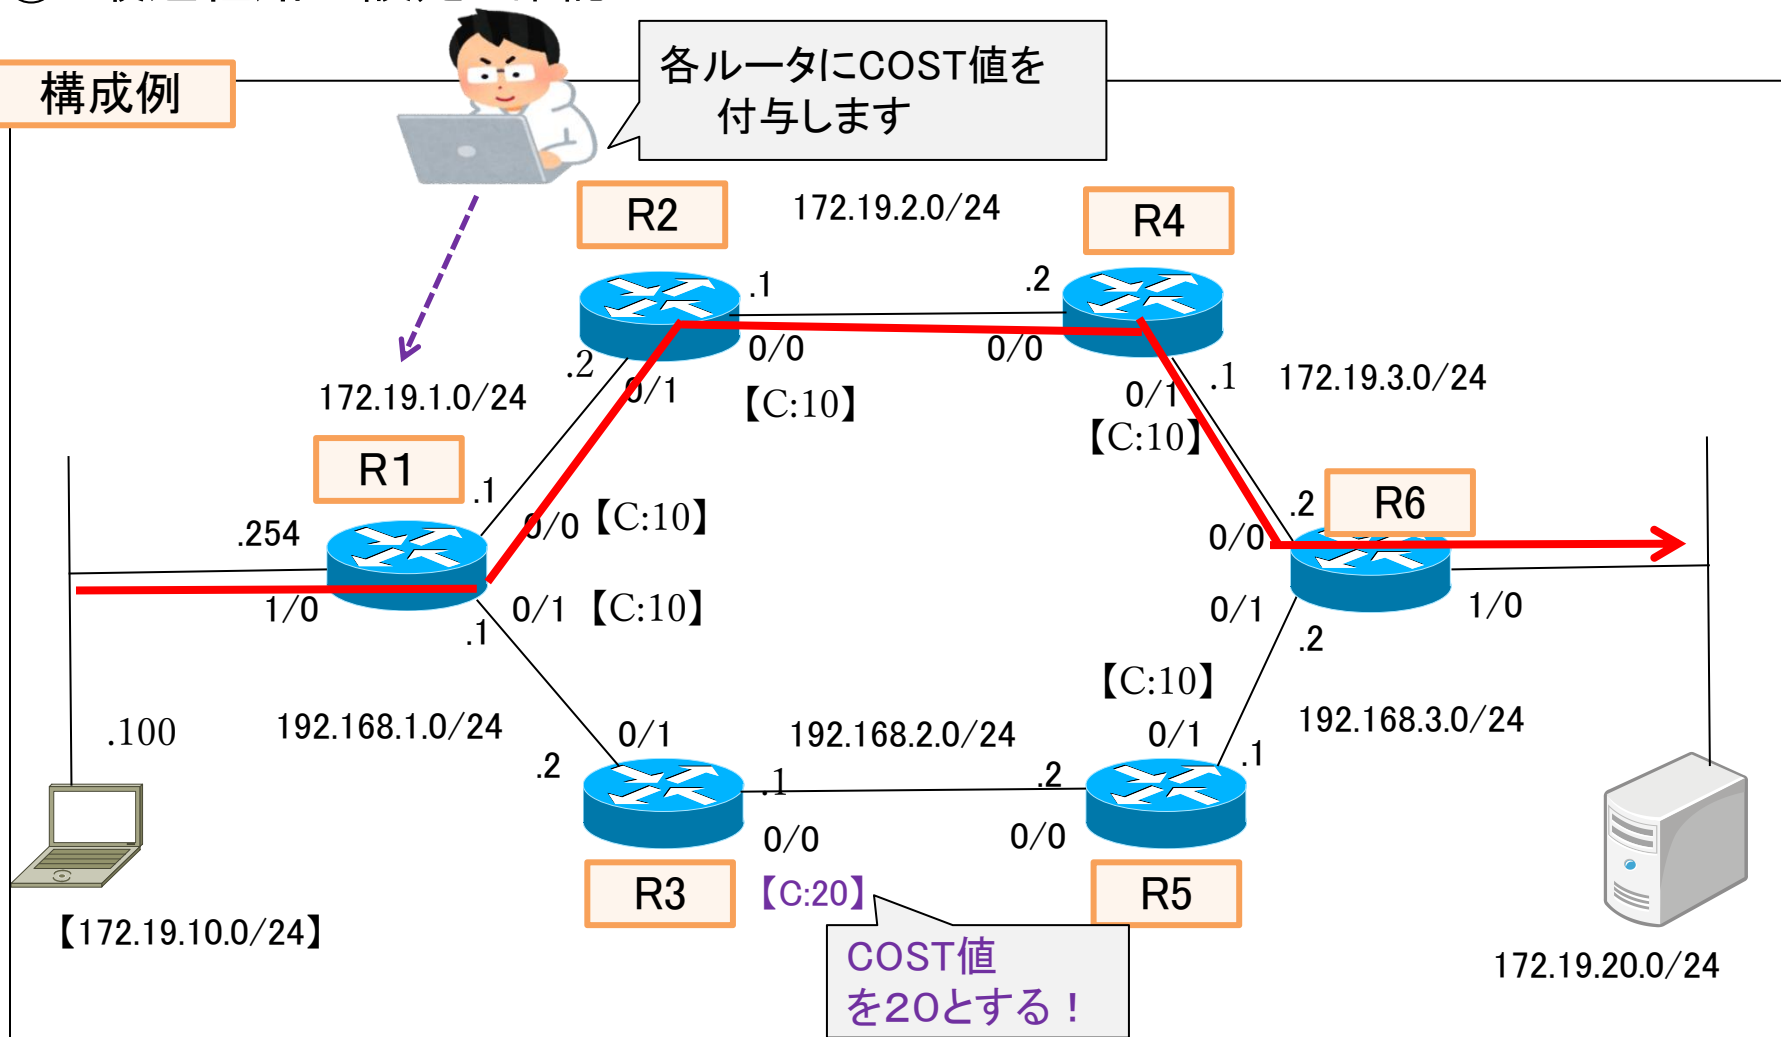 構成例
各ルータにCOST値を
付与します
R2
172.19.2.0/24
R4
.1
.2
0/0
0/0
.2
0/1
【C:10】
0/1
.1
172.19.3.0/24
【C:10】
172.19.1.0/24
R1
.1
.254
0/0【C:10】
1/0
0/1【C:10】
.1
.2
R6
0/0
0/1
.2
1/0
【C:10】
.100
192.168.1.0/24
0/1
192.168.2.0/24
0/1
192.168.3.0/24
.2
.1
.2
.1
0/0
0/0
R3
【C:20】
R5
【172.19.10.0/24】
COST値
を20とする！
172.19.20.0/24